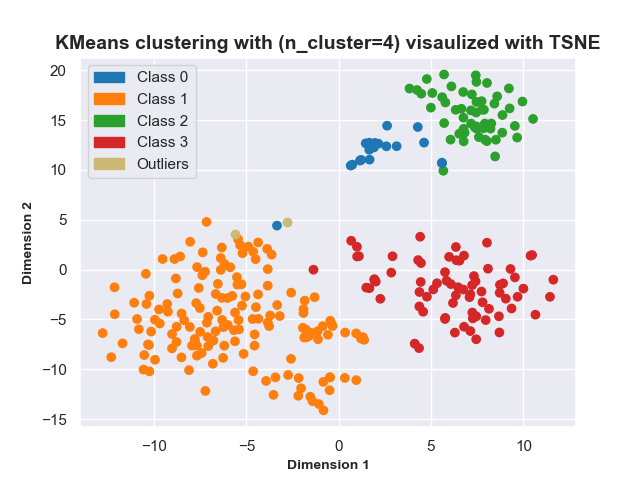 KMeans clustering with (n_cluster=4) visaulized with TSNE
20
15
10
5
0
−5
−10
−15
Class 0
Class 1
Class 2
Class 3
Outliers
Dimension 2
−10
−5
0
5
10
Dimension 1